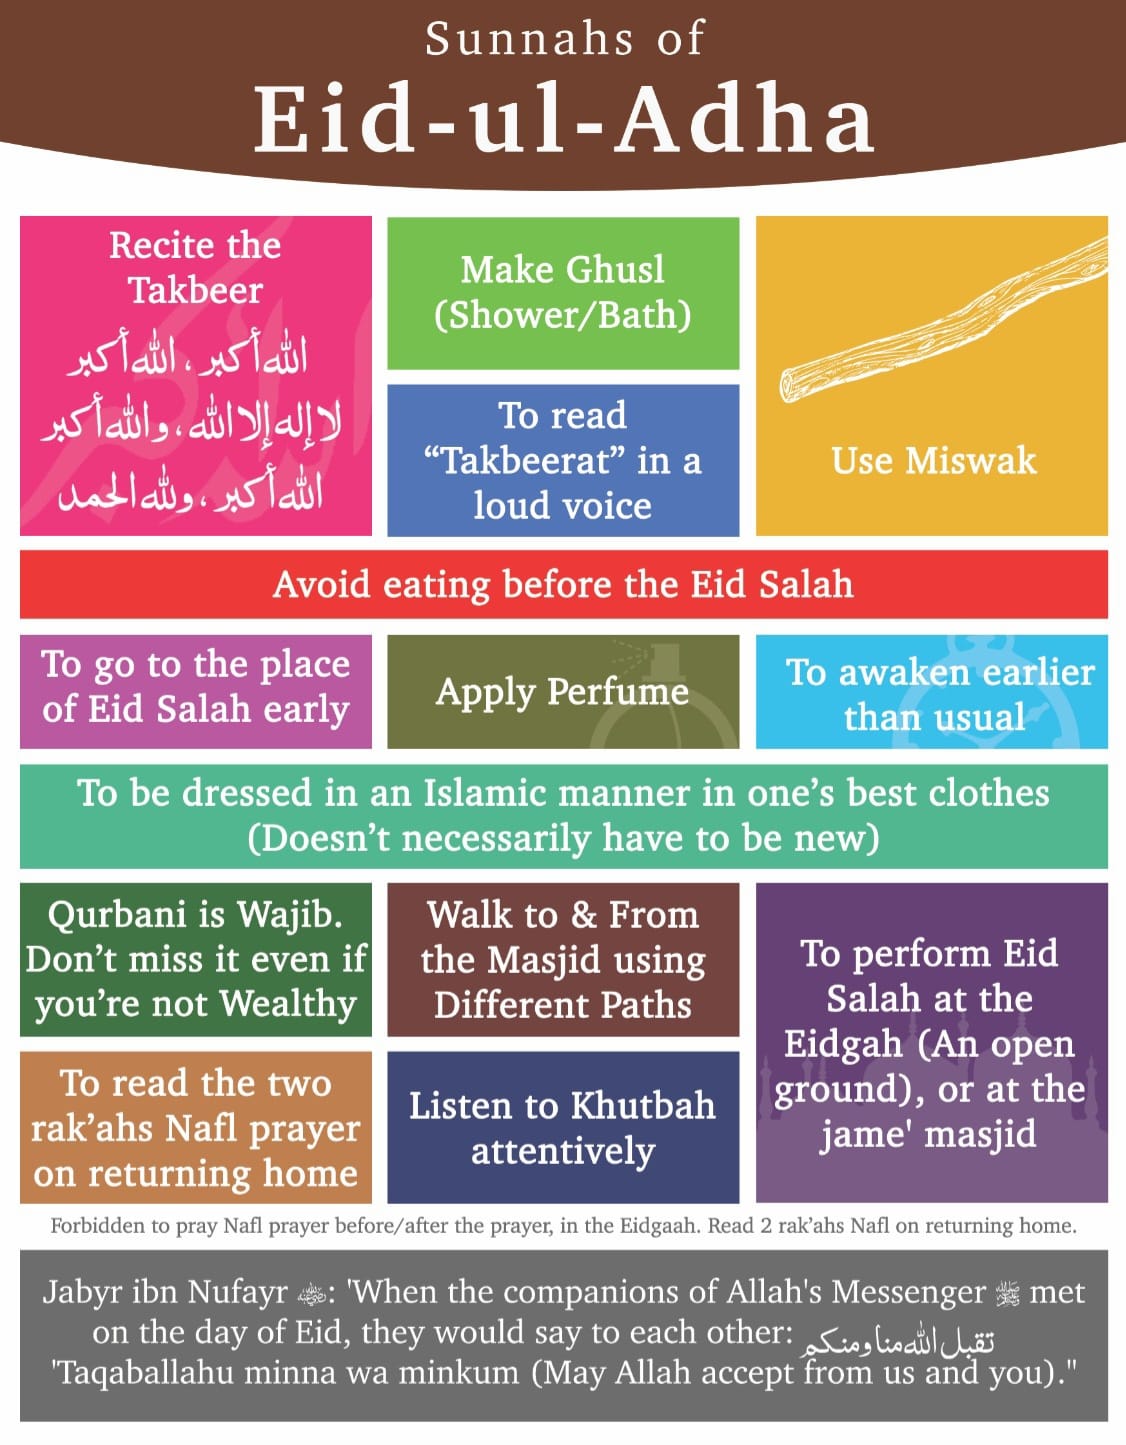 Sunnahs of
Eid-ul-Adha
Recite the
Takbeer
الله أكبر ، الله أكبر
لا إله إلا الله ، والله أكبر
الله أكبر ، ولله الحمد
Make Ghusl
(Shower/Bath)
To read
“Takbeerat” in a
loud voice
Use Miswak
Avoid eating before the Eid Salah
To go to the place
of Eid Salah early
Apply Perfume
To awaken earlier
than usual
To be dressed in an Islamic manner in one’s best clothes
(Doesn’t necessarily have to be new)
Qurbani is Wajib.
Don’t miss it even if
you’re not Wealthy
Walk to & From
the Masjid using
Different Paths
To perform Eid
Salah at the
Eidgah (An open
ground), or at the
jame' masjid
To read the two
rak’ahs Nafl prayer
on returning home
Listen to Khutbah
attentively
Forbidden to pray Nafl prayer before/after the prayer, in the Eidgaah. Read 2 rak’ahs Nafl on returning home.
Jabyr ibn Nufayr : 'When the companions of Allah's Messenger ﷺ met
on the day of Eid, they would say to each other: تقبل الله منا ومنكم
'Taqaballahu minna wa minkum (May Allah accept from us and you)."